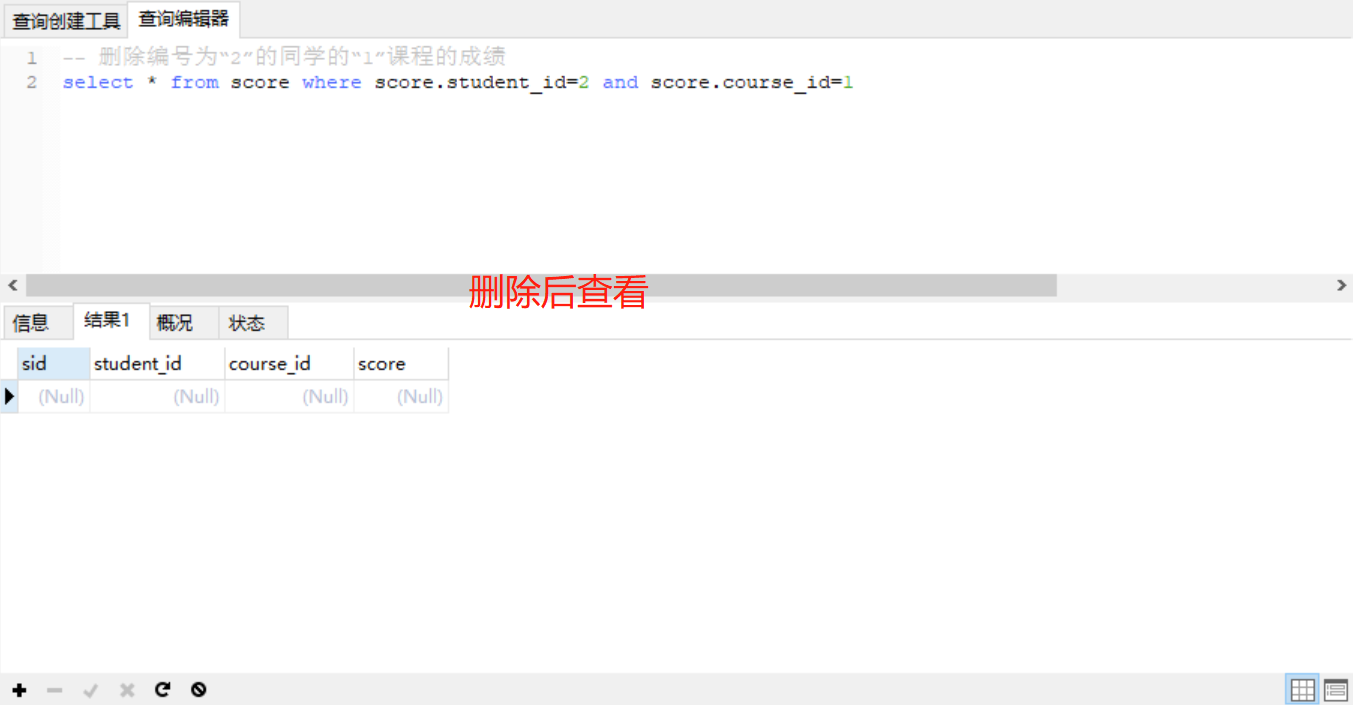 查询创建工具 查询编辑器
1 -- 删除编号为“2”的同学的“1”课程的成绩
2 select * from score where score.student_id=2 and score.course_id=1
删除后查看
信息 结果1 概况 状态
sid student_id course_id score
(Null) (Null) (Null) (Null)